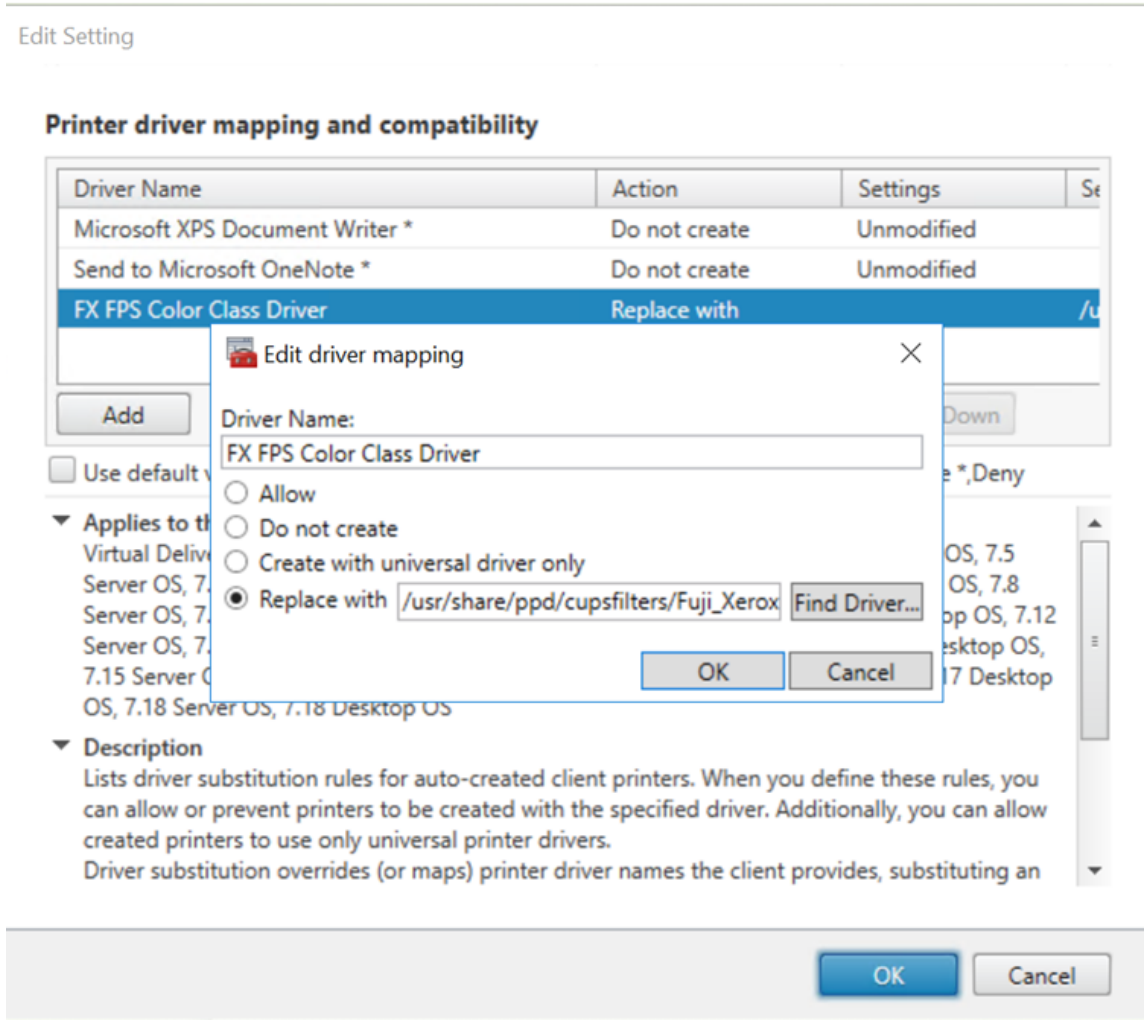 Edit Setting
Printer driver mapping and compatibility
Driver Name Action Settings
Microsoft XPS Document Writer * Do not create Unmodified
Send to Microsoft OneNote * Do not create Unmodified
FX FPS Color Class Driver Replace with /u
Edit driver mapping
Add Down
Driver Name:
FX FPS Color Class Driver
Use default *,Deny
Allow
Applies to
Do not create
Virtual OS, 7.5
Create with universal driver only
Server OS, 7. OS, 7.8
Replace with /usr/share/ppd/cupsfilters/Fuji_Xerox Find Driver...
Server OS, 7. OS, 7.12
Server OS, 7. OS,
OK Cancel
7.15 Server 17 Desktop
OS, 7.18 Server OS, 7.18 Desktop OS
Description
Lists driver substitution rules for auto-created client printers. When you define these rules, you
can allow or prevent printers to be created with the specified driver. Additionally, you can allow
created printers to use only universal printer drivers.
Driver substitution overrides (or maps) printer driver names the client provides, substituting an
OK Cancel